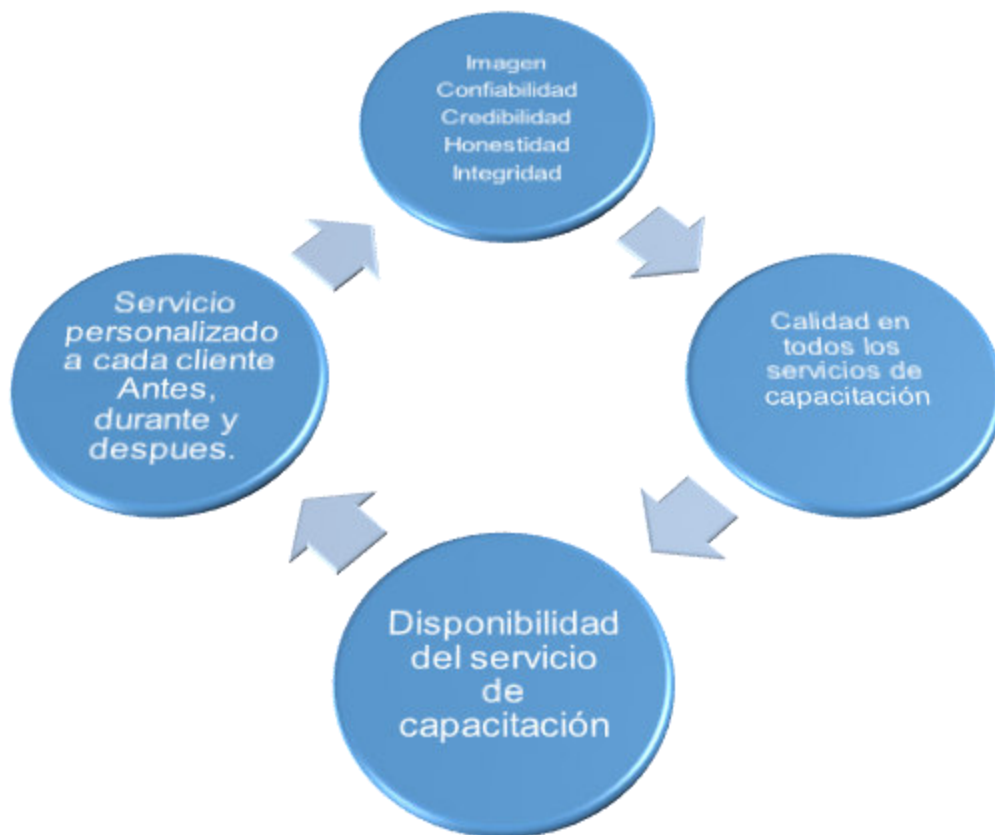 Imagen
Confiabilidad
Credibilidad
Honestidad
Integridad
Calidad en
todos los
servicios de
capacitación
Disponibilidad
del servicio
de
capacitación
Servicio
personalizado
a cada cliente
Antes,
durante y
despues.